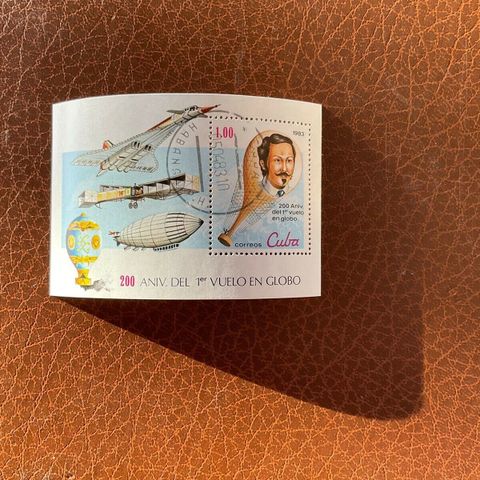 1.00
1983
HABANA
200 Aniv.
del 1er vuelo
en globo.
correos
Cuba
200 ANIV. DEL 1er VUELO EN GLOBO